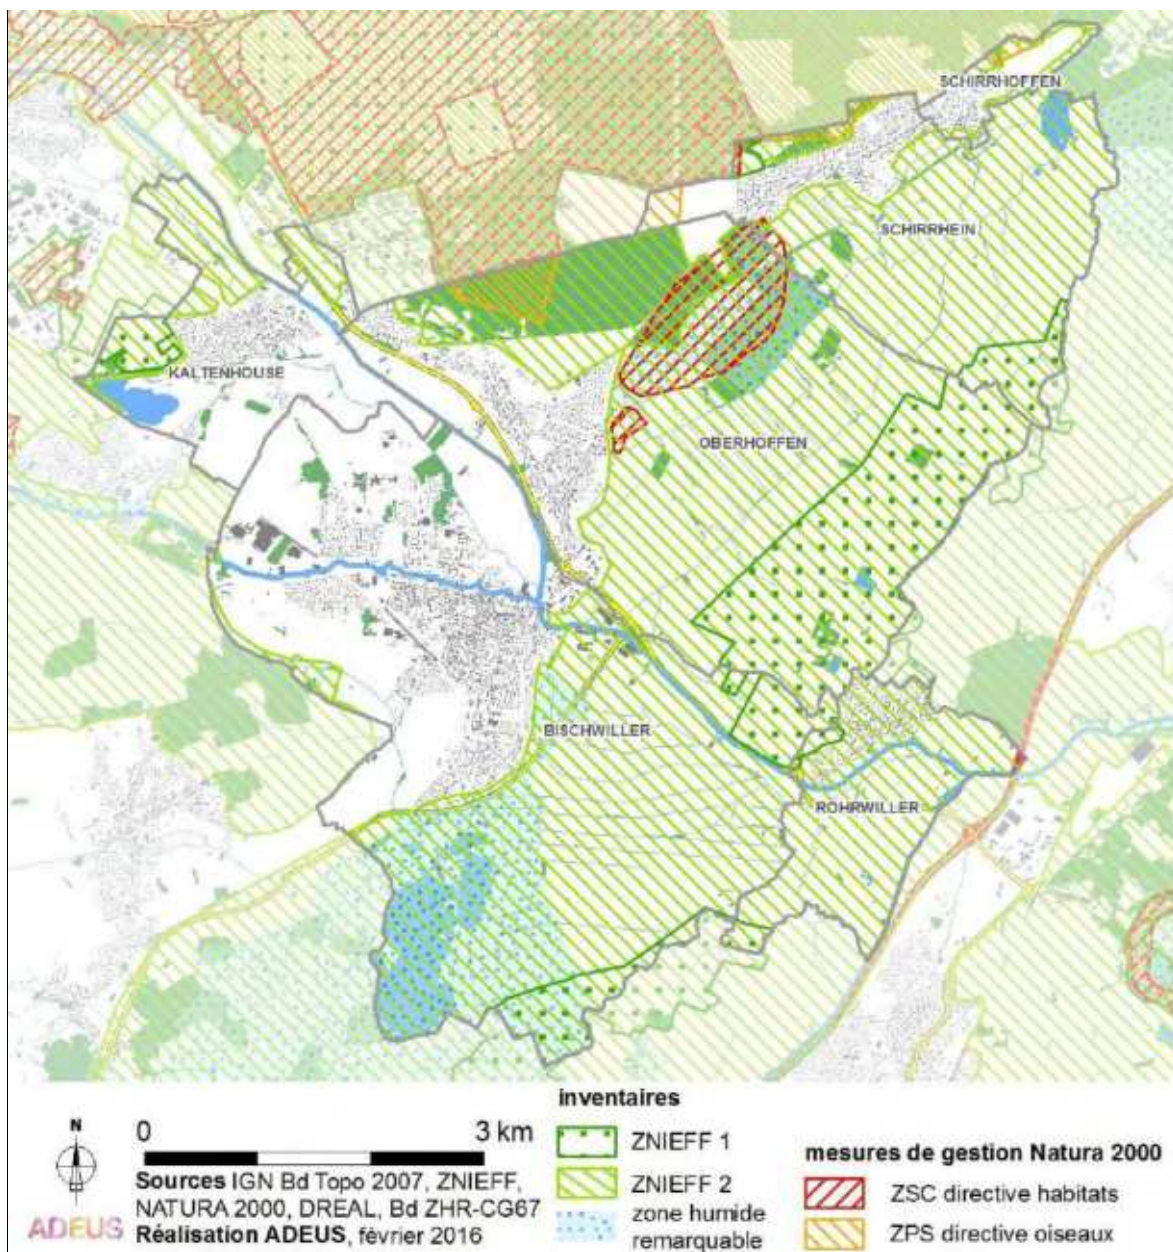 SCHIRRHOFFEN
SCHIRRHEIN
KALTENHOUSE
OBERHOFFEN
BISCHWILLER
ROHRWILLER
N
0 3 km
Sources IGN Bd Topo 2007, ZNIEFF,
NATURA 2000, DREAL, Bd ZHR-CG67
Réalisation ADEUS, février 2016
ADEUS
inventaires
ZNIEFF 1
ZNIEFF 2
zone humide
remarquable
mesures de gestion Natura 2000
ZSC directive habitats
ZPS directive oiseaux